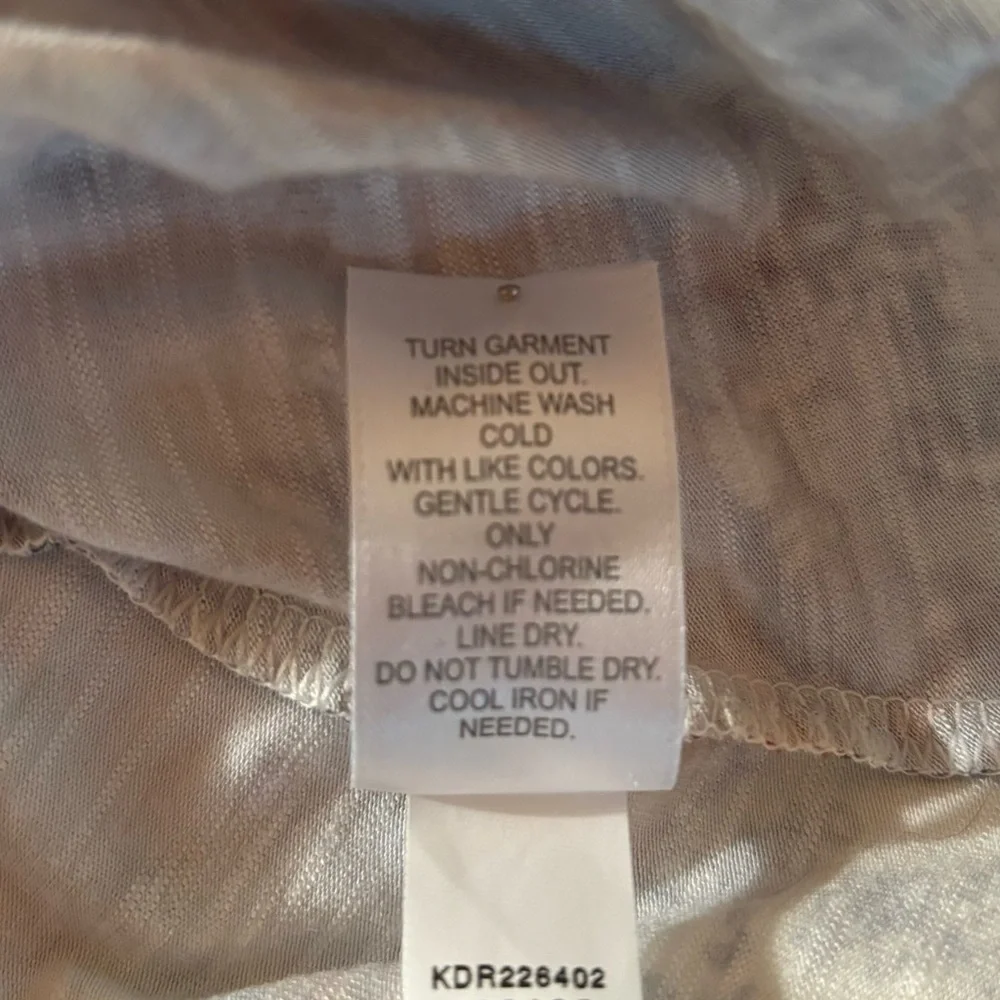 TURN GARMENT
INSIDE OUT.
MACHINE WASH
COLD
WITH LIKE COLORS.
GENTLE CYCLE.
ONLY
NON-CHLORINE
BLEACH IF NEEDED.
LINE DRY.
DO NOT TUMBLE DRY.
COOL IRON IF
NEEDED.
KDR226402